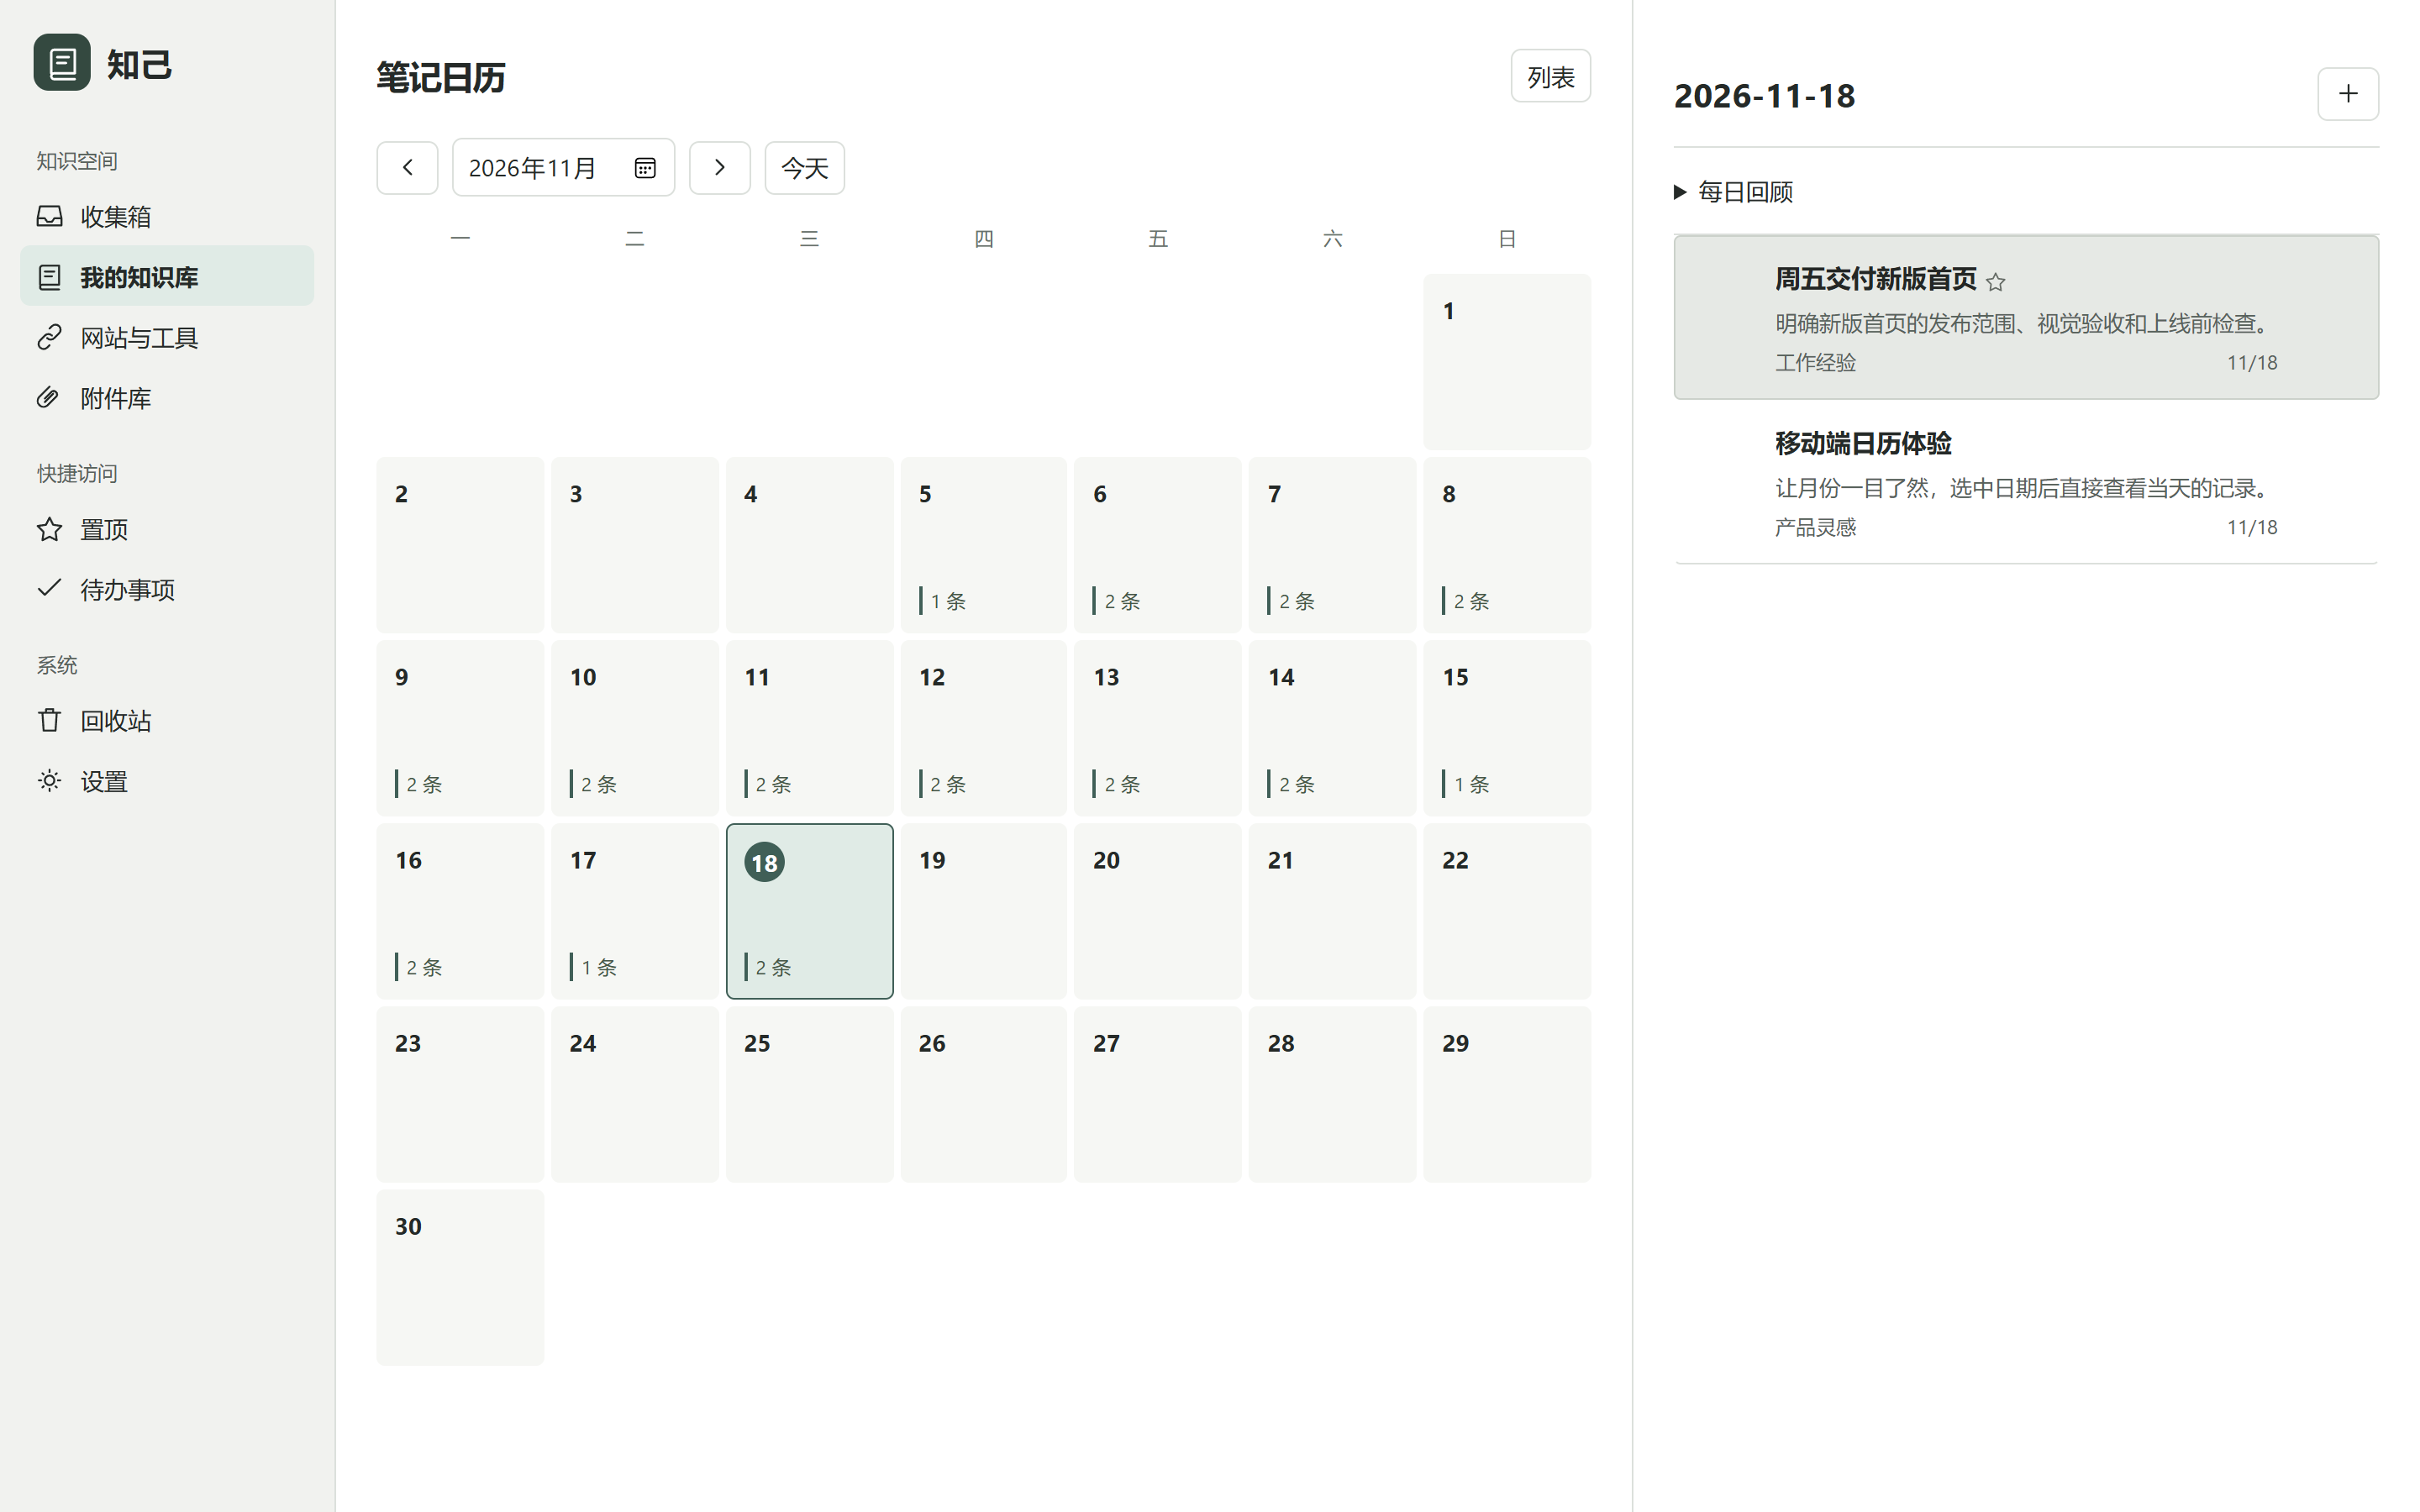 知己
知识空间
收集箱
我的知识库
网站与工具
附件库
快捷访问
置顶
待办事项
系统
回收站
设置
笔记日历
列表
2026年11月
今天
一 二 三 四 五 六 日
1
2 3 4 5 6 7 8
1 条 2 条 2 条 2 条
9 10 11 12 13 14 15
2 条 2 条 2 条 2 条 2 条 2 条 1 条
16 17 18 19 20 21 22
2 条 1 条 2 条
23 24 25 26 27 28 29
30
2026-11-18
每日回顾
周五交付新版首页
明确新版首页的发布范围、视觉验收和上线前检查。
工作经验 11/18
移动端日历体验
让月份一目了然，选中日期后直接查看当天的记录。
产品灵感 11/18